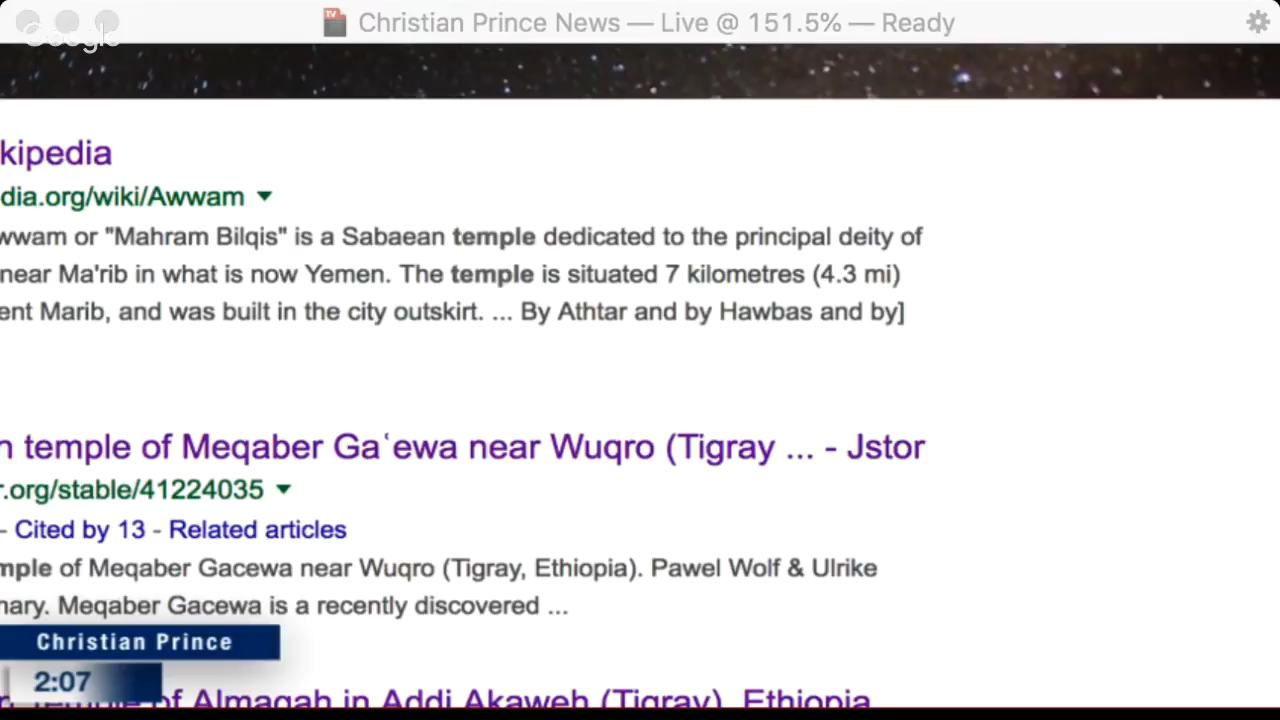 Christian Prince News — Live @ 151.5% — Ready
Google
kipedia
dia.org/wiki/Awwam
wwam or "Mahram Bilqis" is a Sabaean temple dedicated to the principal deity of
near Ma'rib in what is now Yemen. The temple is situated 7 kilometres (4.3 mi)
ent Marib, and was built in the city outskirt. ... By Athtar and by Hawbas and by]
n temple of Meqaber Gaʿewa near Wuqro (Tigray ... - Jstor
r.org/stable/41224035
- Cited by 13 - Related articles
mple of Meqaber Gacewa near Wuqro (Tigray, Ethiopia). Pawel Wolf & Ulrike
nary. Meqaber Gacewa is a recently discovered ...
Christian Prince
2:07
temple of Almaqah in Addi Akaweh (Tigray), Ethiopia